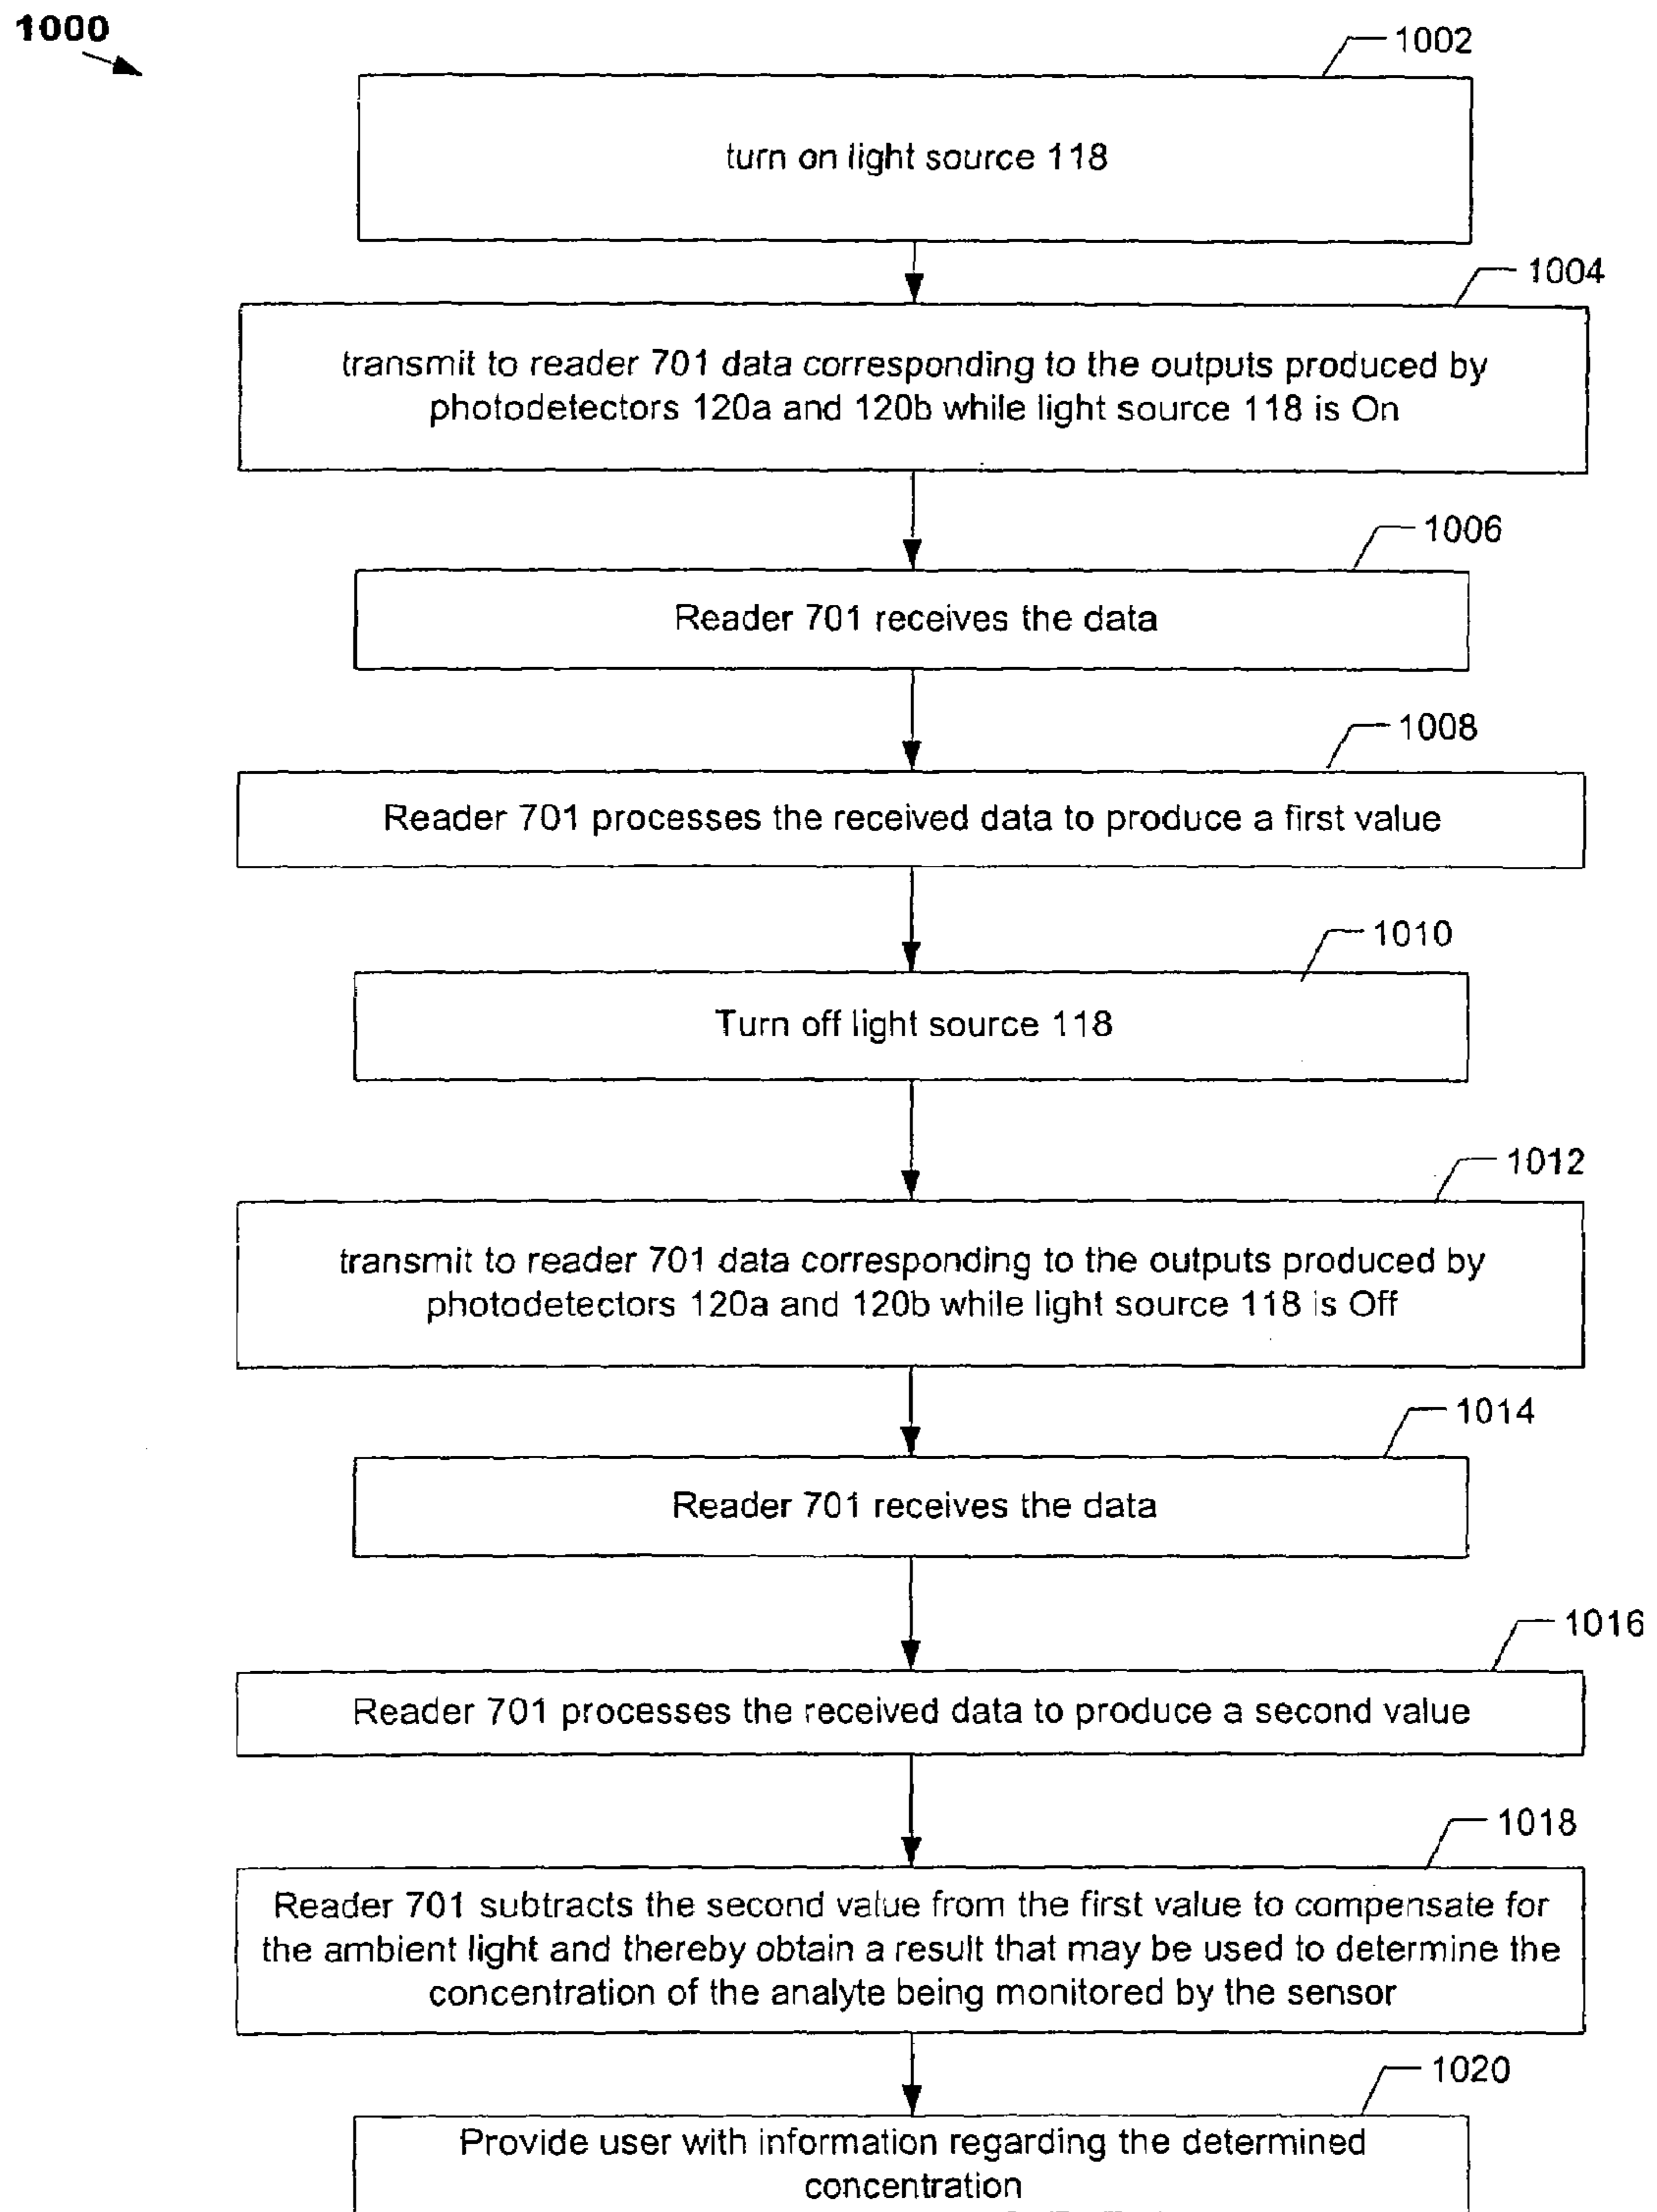 1000
1002
turn on light source 118
1004
transmit to reader 701 data corresponding to the outputs produced by
photodetectors 120a and 120b while light source 118 is On
1006
Reader 701 receives the data
1008
Reader 701 processes the received data to produce a first value
1010
Turn off light source 118
1012
transmit to reader 701 data corresponding to the outputs produced by
photodetectors 120a and 120b while light source 118 is Off
1014
Reader 701 receives the data
1016
Reader 701 processes the received data to produce a second value
1018
Reader 701 subtracts the second value from the first value to compensate for
the ambient light and thereby obtain a result that may be used to determine the
concentration of the analyte being monitored by the sensor
1020
Provide user with information regarding the determined
concentration